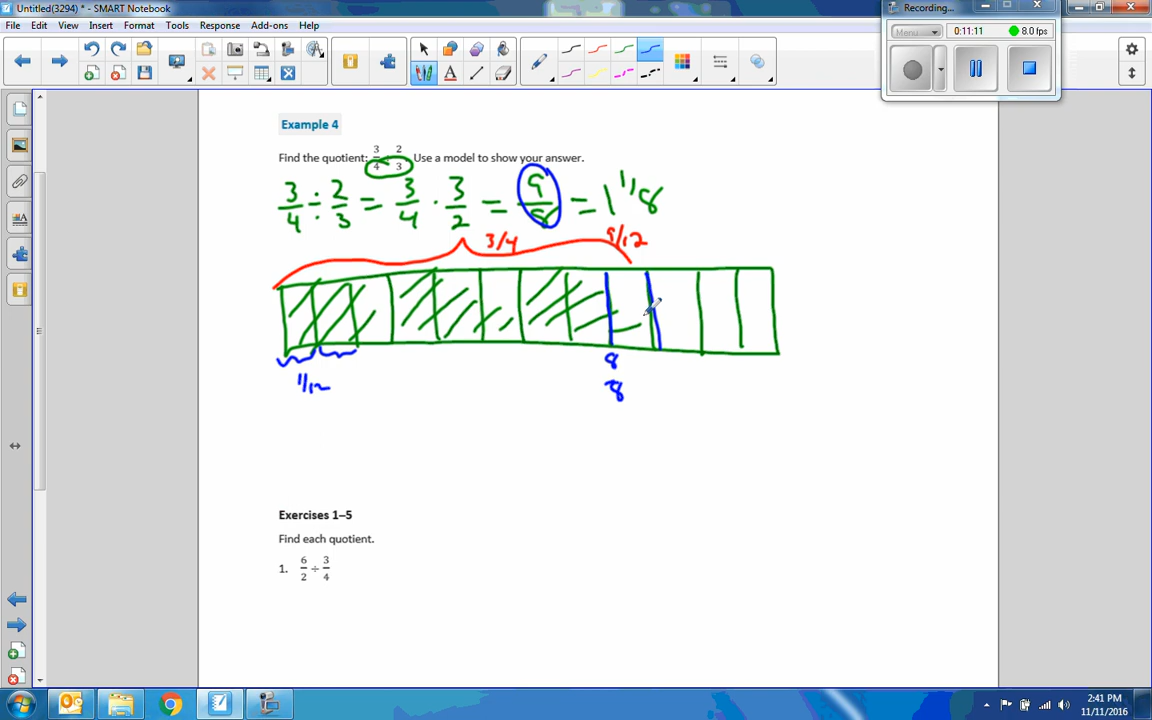 Untitled(3294) * - SMART Notebook
Recording...
File Edit View Insert Format Tools Response Add-ons Help
Menu 0:11:11 8.0 fps
Example 4
Find the quotient: 3/4 ÷ 2/3 Use a model to show your answer.
3/4 ÷ 2/3 = 3/4 · 3/2 = 9/8 = 1 1/8
3/4 9/12
1/12
8
8
Exercises 1–5
Find each quotient.
1. 6/2 ÷ 3/4
2:41 PM
11/11/2016